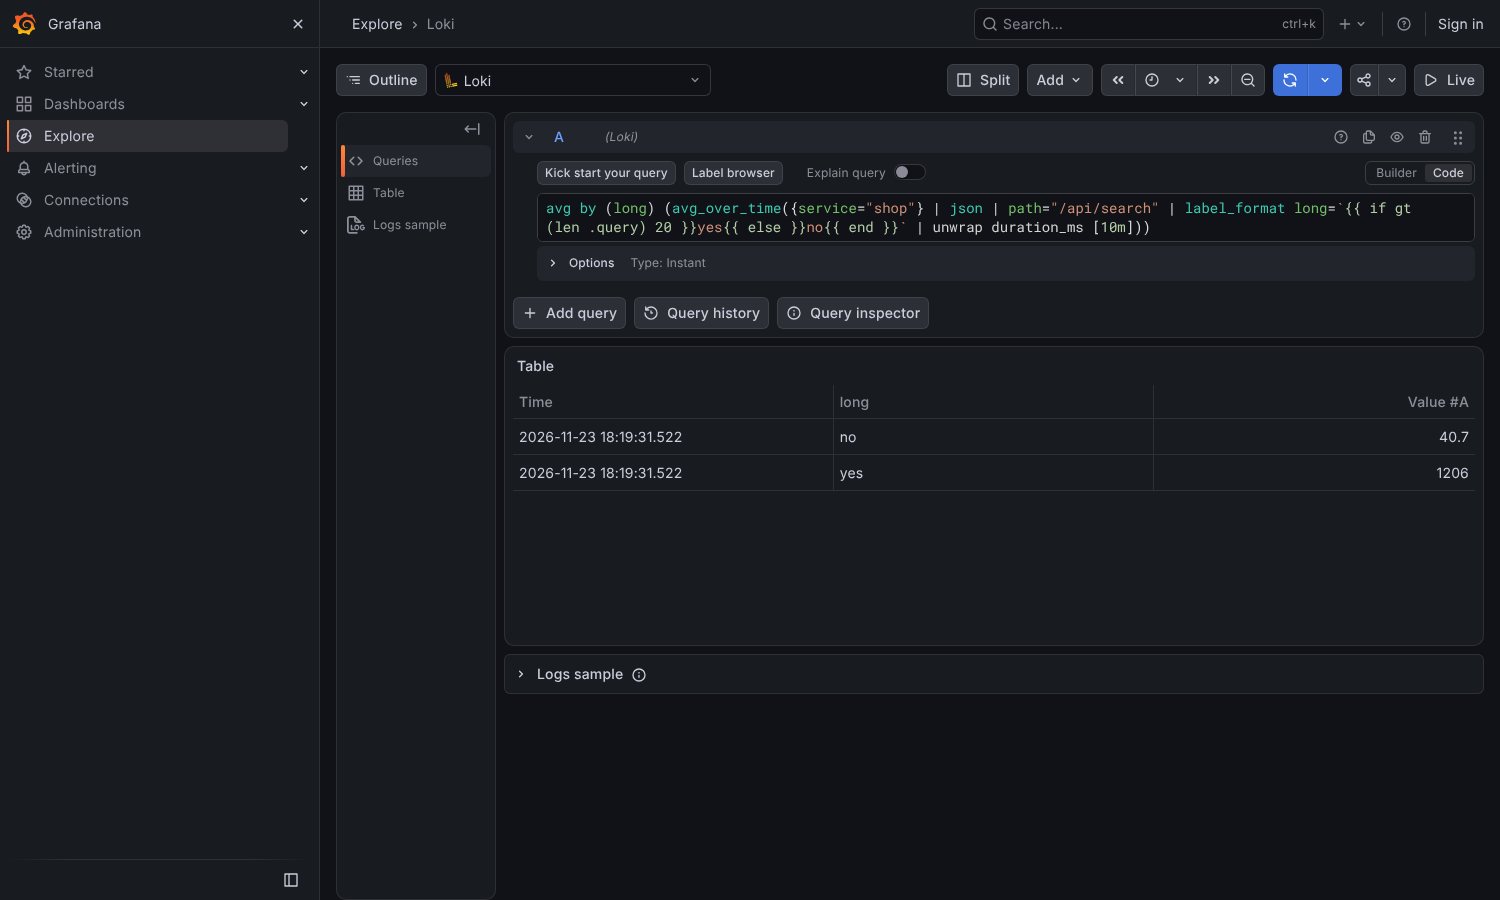 Grafana
Explore › Loki
Search...
ctrl+k
Sign in
Starred
Dashboards
Explore
Alerting
Connections
Administration
Outline
Loki
Split
Add
Live
Queries
Table
Logs sample
A
(Loki)
Kick start your query
Label browser
Explain query
Builder
Code
avg by (long) (avg_over_time({service="shop"} | json | path="/api/search" | label_format long=`{{ if gt
(len .query) 20 }}yes{{ else }}no{{ end }}` | unwrap duration_ms [10m]))
Options
Type: Instant
Add query
Query history
Query inspector
Table
Time long Value #A
2026-11-23 18:19:31.522 no 40.7
2026-11-23 18:19:31.522 yes 1206
Logs sample